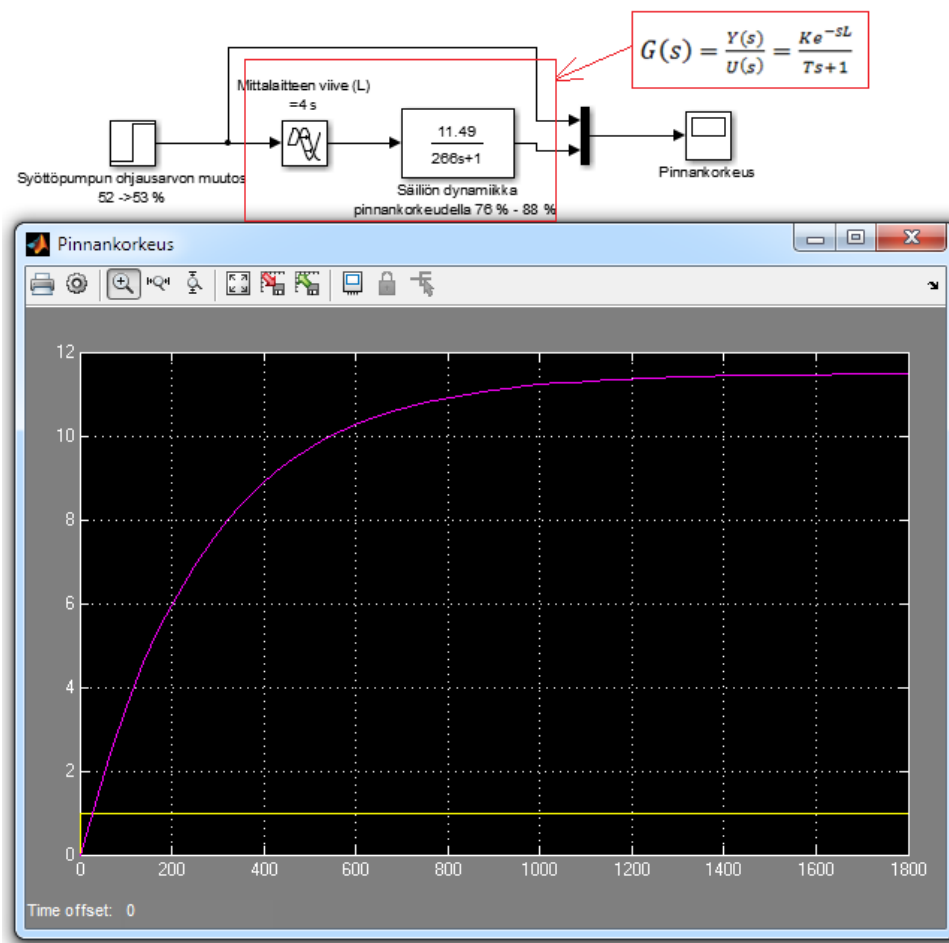 G(s) = Y(s)/U(s) = Ke^{-sL}/Ts+1
Mittalaitteen viive (L)
=4 s
11.49
266s+1
Syöttöpumpun ohjausarvon muutos
52 ->53 %
Säiliön dynamiikka
pinnankorkeudella 76 % - 88 %
Pinnankorkeus
Pinnankorkeus
12
10
8
6
4
2
0
0 200 400 600 800 1000 1200 1400 1600 1800
Time offset: 0